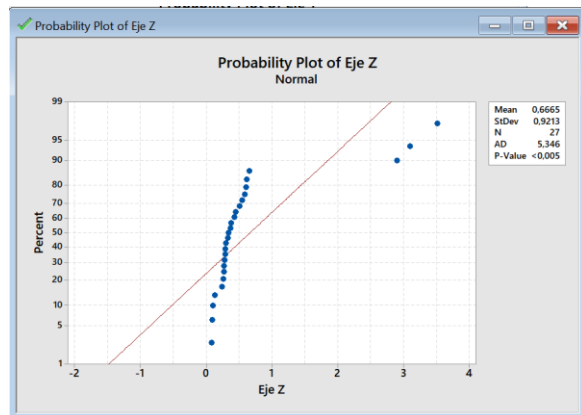 Probability Plot of Eje Z
Probability Plot of Eje Z
Normal
99
95
90
80
70
60
50
40
30
20
10
5
1
Percent
-2
-1
0
1
2
3
4
Eje Z
Mean 0,6665
StDev 0,9213
N 27
AD 5,346
P-Value <0,005